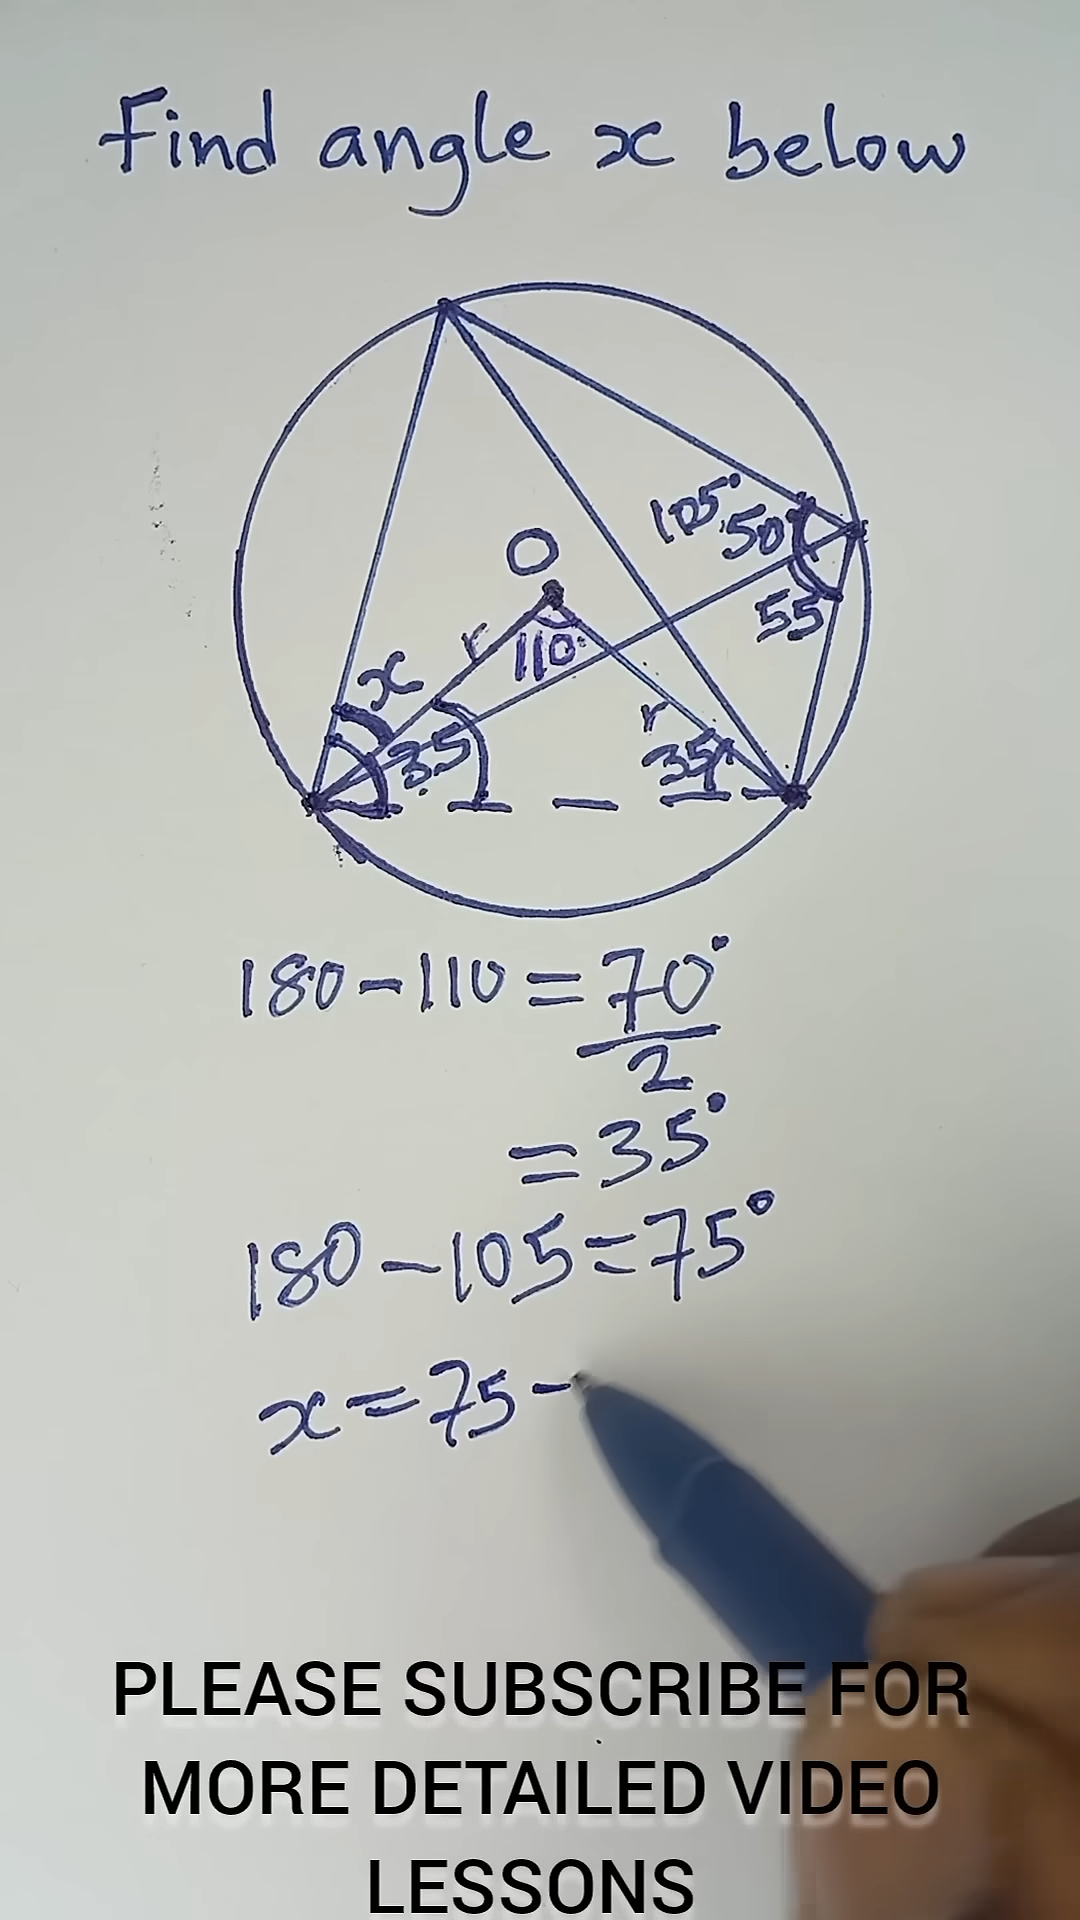 Find angle x below
105°
50
O
55
r
110°
x
r
35
35
180-110=70°
2
=35°
180-105=75°
x=75-
PLEASE SUBSCRIBE FOR
MORE DETAILED VIDEO
LESSONS